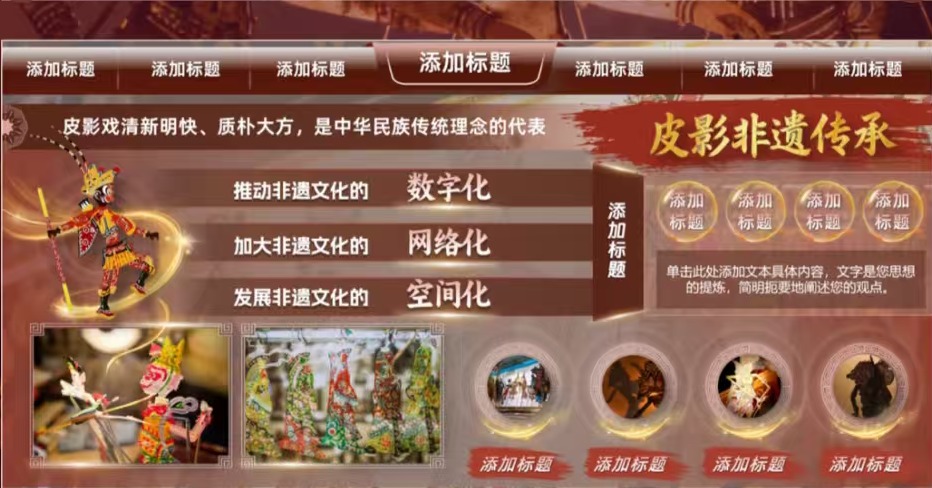 添加标题
添加标题
添加标题
添加标题
添加标题
添加标题
添加标题
皮影戏清新明快、质朴大方，是中华民族传统理念的代表
皮影非遗传承
推动非遗文化的 数字化
加大非遗文化的 网络化
发展非遗文化的 空间化
添加标题
添加
标题
添加
标题
添加
标题
添加
标题
单击此处添加文本具体内容，文字是您思想
的提炼，简明扼要地阐述您的观点。
添加标题
添加标题
添加标题
添加标题